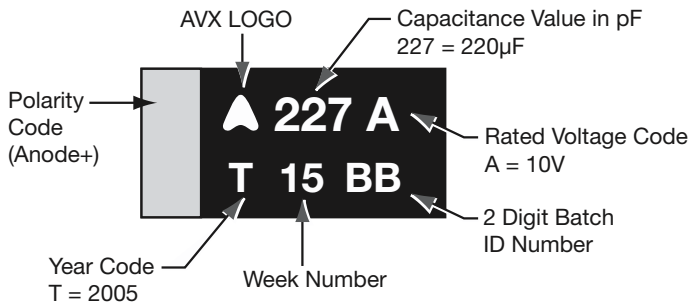 AVX LOGO
Capacitance Value in pF
227 = 220µF
Polarity
Code
(Anode+)
227 A
Rated Voltage Code
A = 10V
T 15 BB
2 Digit Batch
ID Number
Year Code
T = 2005
Week Number